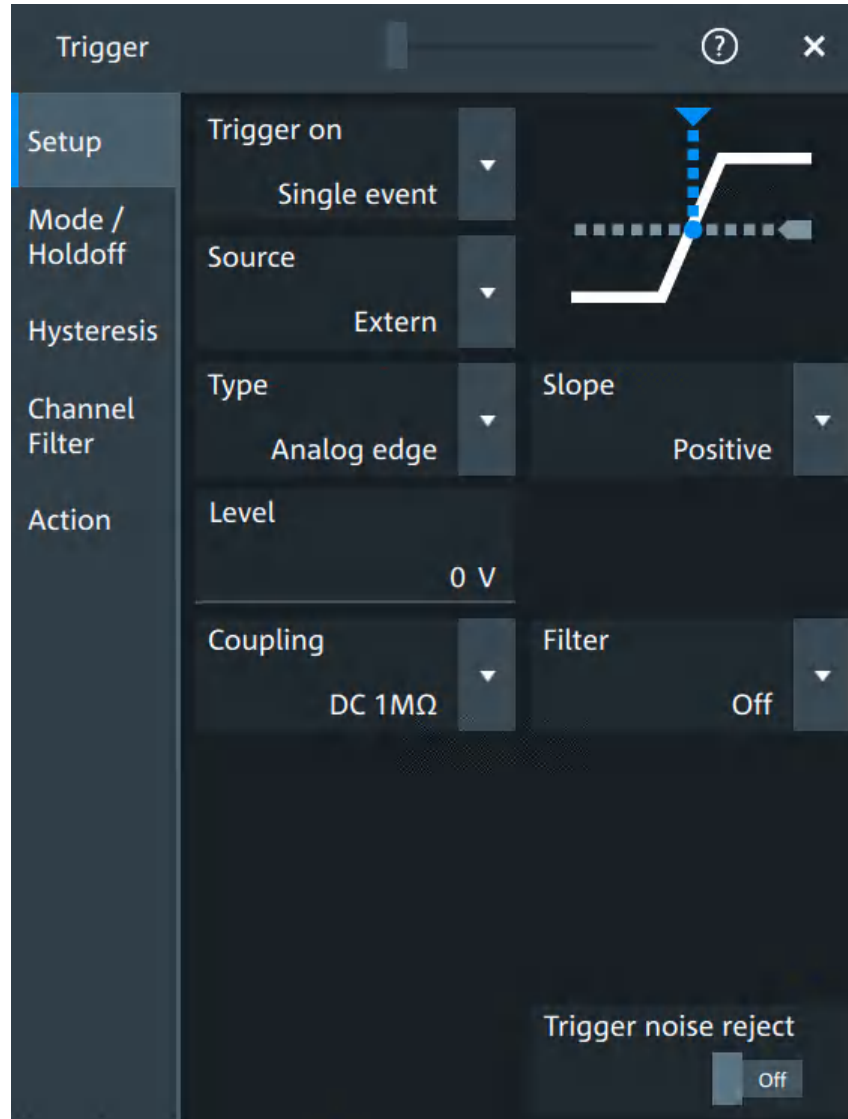 Trigger
?
Setup
Mode /
Holdoff
Hysteresis
Channel
Filter
Action
Trigger on
Single event
Source
Extern
Type
Analog edge
Slope
Positive
Level
0 V
Coupling
DC 1MΩ
Filter
Off
Trigger noise reject
Off